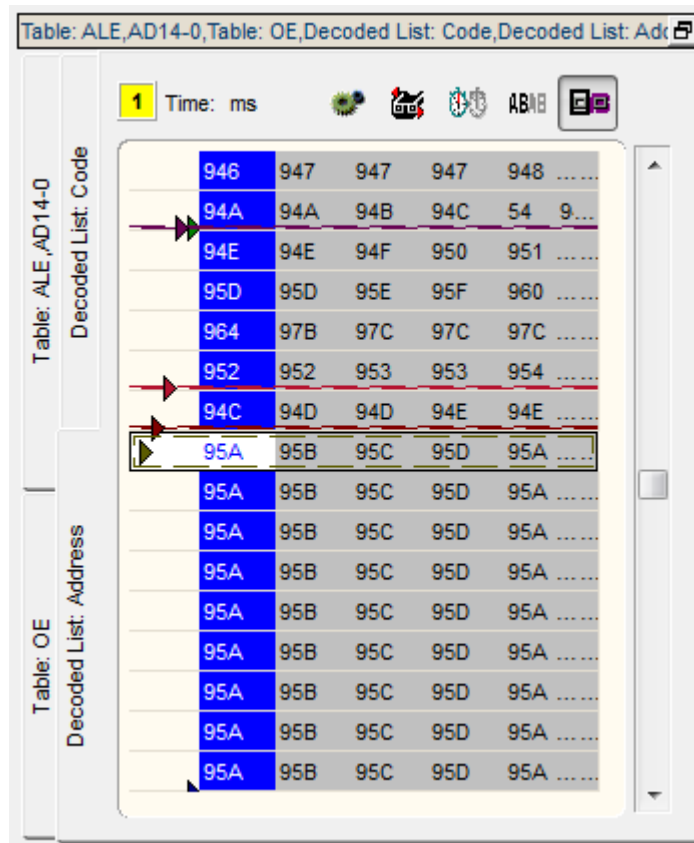 Table: ALE,AD14-0,Table: OE,Decoded List: Code,Decoded List: Adc
Table: ALE ,AD14-0
Decoded List: Code
Table: OE
Decoded List: Address
1 Time: ms ABAB
946 947 947 947 948 ... ...
94A 94A 94B 94C 54 9...
94E 94E 94F 950 951 ... ...
95D 95D 95E 95F 960 ... ...
964 97B 97C 97C 97C ... ...
952 952 953 953 954 ... ...
94C 94D 94D 94E 94E ... ...
95A 95B 95C 95D 95A ... ...
95A 95B 95C 95D 95A ... ...
95A 95B 95C 95D 95A ... ...
95A 95B 95C 95D 95A ... ...
95A 95B 95C 95D 95A ... ...
95A 95B 95C 95D 95A ... ...
95A 95B 95C 95D 95A ... ...
95A 95B 95C 95D 95A ... ...
95A 95B 95C 95D 95A ... ...